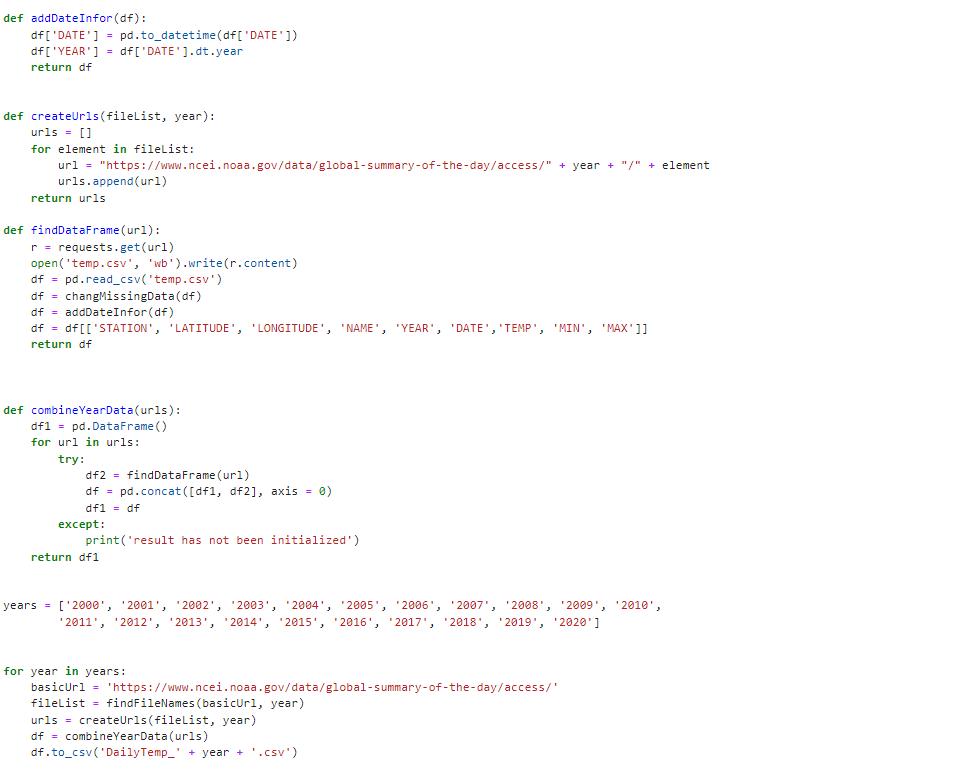 def addDateInfor(df):
    df['DATE'] = pd.to_datetime(df['DATE'])
    df['YEAR'] = df['DATE'].dt.year
    return df
def createUrls(fileList, year):
    urls = []
    for element in fileList:
        url = "https://www.ncei.noaa.gov/data/global-summary-of-the-day/access/" + year + "/" + element
        urls.append(url)
    return urls
def findDataFrame(url):
    r = requests.get(url)
    open('temp.csv', 'wb').write(r.content)
    df = pd.read_csv('temp.csv')
    df = changMissingData(df)
    df = addDateInfor(df)
    df = df[['STATION', 'LATITUDE', 'LONGITUDE', 'NAME', 'YEAR', 'DATE','TEMP', 'MIN', 'MAX']]
    return df
def combineYearData(urls):
    df1 = pd.DataFrame()
    for url in urls:
        try:
            df2 = findDataFrame(url)
            df = pd.concat([df1, df2], axis = 0)
            df1 = df
        except:
            print('result has not been initialized')
    return df1
years = ['2000', '2001', '2002', '2003', '2004', '2005', '2006', '2007', '2008', '2009', '2010',
        '2011', '2012', '2013', '2014', '2015', '2016', '2017', '2018', '2019', '2020']
for year in years:
    basicUrl = 'https://www.ncei.noaa.gov/data/global-summary-of-the-day/access/'
    fileList = findFileNames(basicUrl, year)
    urls = createUrls(fileList, year)
    df = combineYearData(urls)
    df.to_csv('DailyTemp_' + year + '.csv')